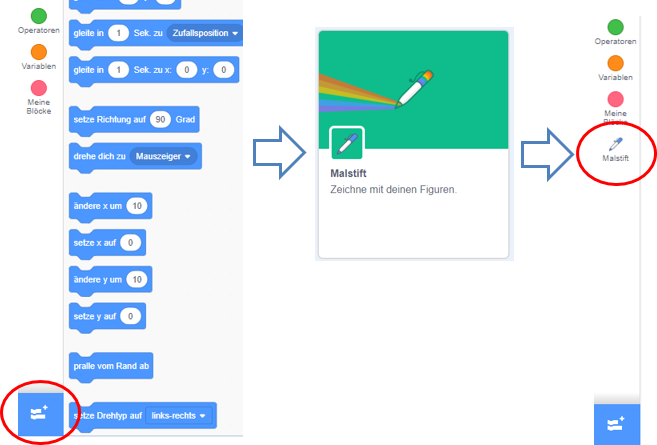 Operatoren
Variablen
Meine
Blöcke
gleite in 1 Sek. zu Zufallsposition
gleite in 1 Sek. zu x: 0 y: 0
setze Richtung auf 90 Grad
drehe dich zu Mauszeiger
ändere x um 10
setze x auf 0
ändere y um 10
setze y auf 0
pralle vom Rand ab
setze Drehtyp auf links-rechts
Malstift
Zeichne mit deinen Figuren.
Operatoren
Variablen
Meine
Blöcke
Malstift